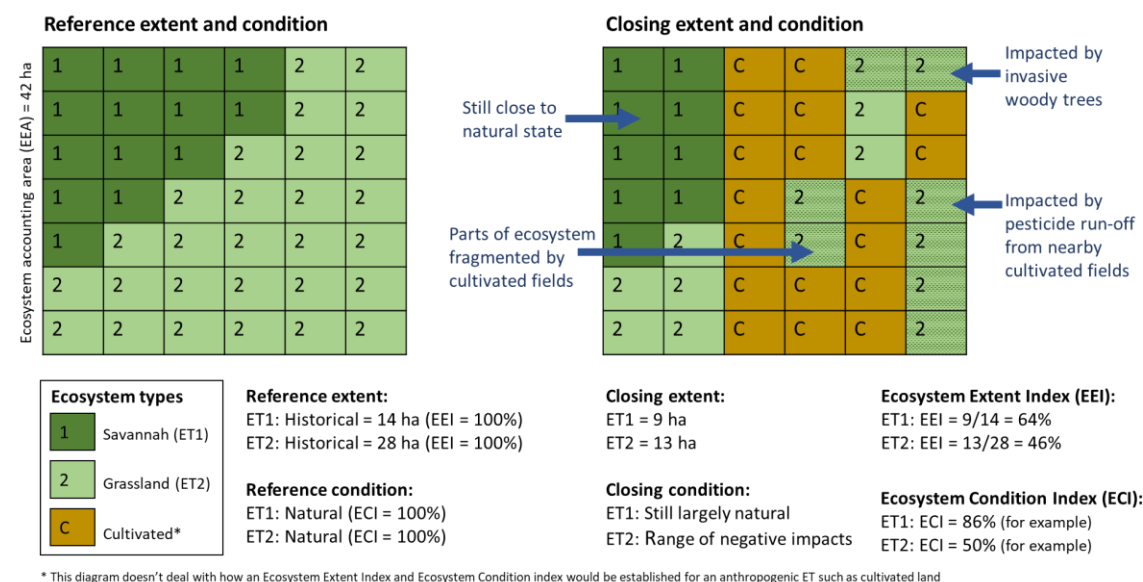 Reference extent and condition
Ecosystem accounting area (EEA) = 42 ha
1 1 1 1 2 2
1 1 1 1 2 2
1 1 1 2 2 2
1 1 2 2 2 2
1 2 2 2 2 2
2 2 2 2 2 2
2 2 2 2 2 2
Closing extent and condition
1 1 C C 2 2
1 1 C C 2 C
1 1 C C 2 C
1 1 C 2 C 2
1 2 C 2 C 2
2 2 C C C 2
2 2 C C C 2
Still close to
natural state
Parts of ecosystem
fragmented by
cultivated fields
Impacted by
invasive
woody trees
Impacted by
pesticide run-off
from nearby
cultivated fields
Ecosystem types
1 Savannah (ET1)
2 Grassland (ET2)
C Cultivated*
Reference extent:
ET1: Historical = 14 ha (EEI = 100%)
ET2: Historical = 28 ha (EEI = 100%)
Reference condition:
ET1: Natural (ECI = 100%)
ET2: Natural (ECI = 100%)
Closing extent:
ET1 = 9 ha
ET2 = 13 ha
Closing condition:
ET1: Still largely natural
ET2: Range of negative impacts
Ecosystem Extent Index (EEI):
ET1: EEI = 9/14 = 64%
ET2: EEI = 13/28 = 46%
Ecosystem Condition Index (ECI):
ET1: ECI = 86% (for example)
ET2: ECI = 50% (for example)
* This diagram doesn't deal with how an Ecosystem Extent Index and Ecosystem Condition index would be established for an anthropogenic ET such as cultivated land